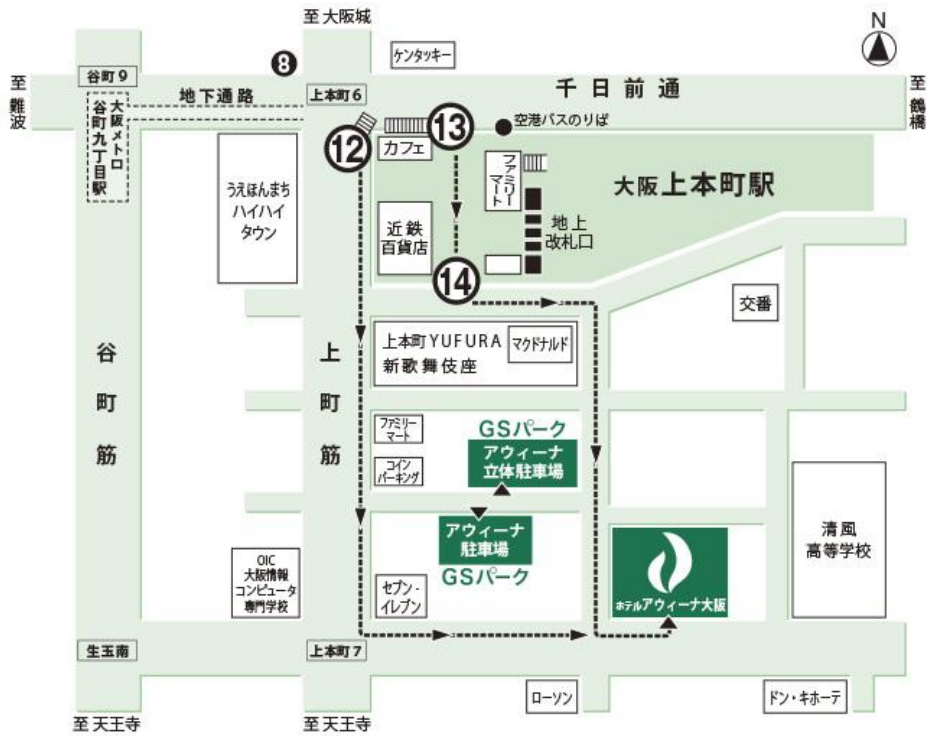 至 大阪城
N
❽
ケンタッキー
至
難
波
谷町9
地下通路
上本町6
千日前通
至
鶴
橋
大阪メトロ
谷町九丁目駅
⑫
⑬
カフェ
空港バスのりば
ファミリー
マート
大阪上本町駅
うえほんまち
ハイハイ
タウン
近鉄
百貨店
地上
改札口
⑭
交番
谷町筋
上町筋
上本町YUFURA
新歌舞伎座
マクドナルド
ファミリー
マート
GSパーク
アウィーナ
立体駐車場
コイン
パーキング
アウィーナ
駐車場
GSパーク
清風
高等学校
OIC
大阪情報
コンピュータ
専門学校
セブン-
イレブン
ホテルアウィーナ大阪
生玉南
上本町7
ローソン
ドン・キホーテ
至 天王寺
至 天王寺